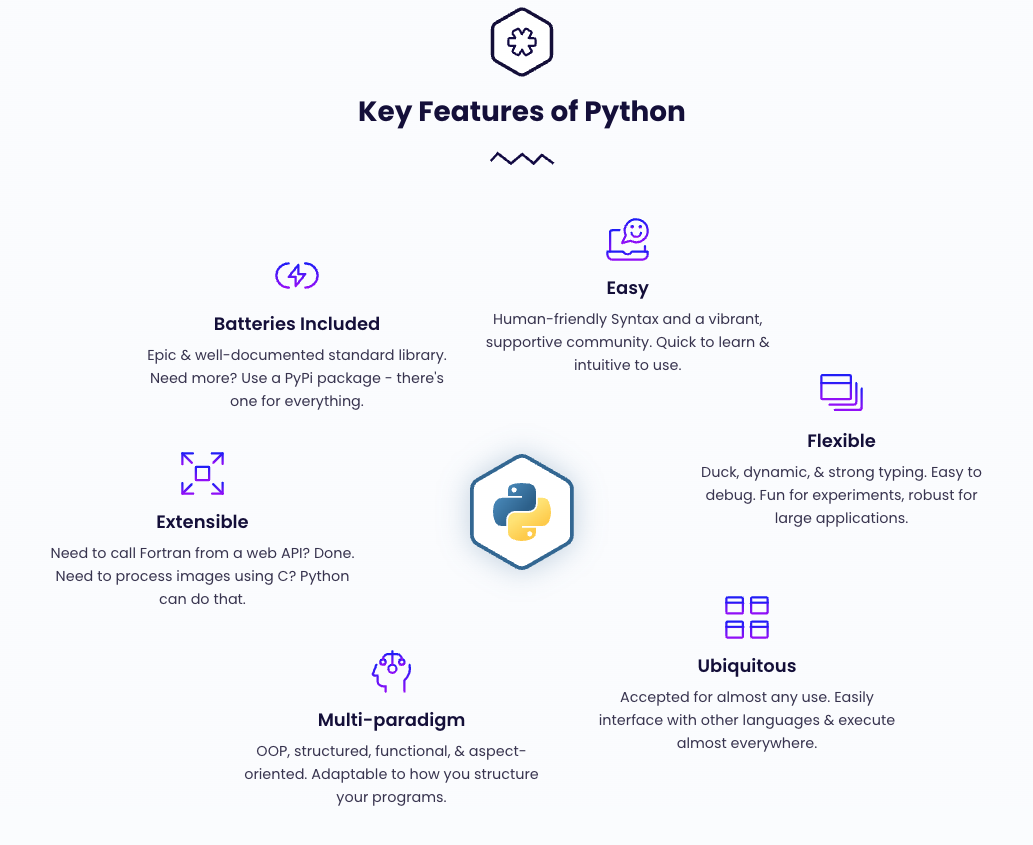 Key Features of Python
Easy
Human-friendly Syntax and a vibrant,
supportive community. Quick to learn &
intuitive to use.
Batteries Included
Epic & well-documented standard library.
Need more? Use a PyPi package - there's
one for everything.
Flexible
Duck, dynamic, & strong typing. Easy to
debug. Fun for experiments, robust for
large applications.
Extensible
Need to call Fortran from a web API? Done.
Need to process images using C? Python
can do that.
Ubiquitous
Accepted for almost any use. Easily
interface with other languages & execute
almost everywhere.
Multi-paradigm
OOP, structured, functional, & aspect-
oriented. Adaptable to how you structure
your programs.